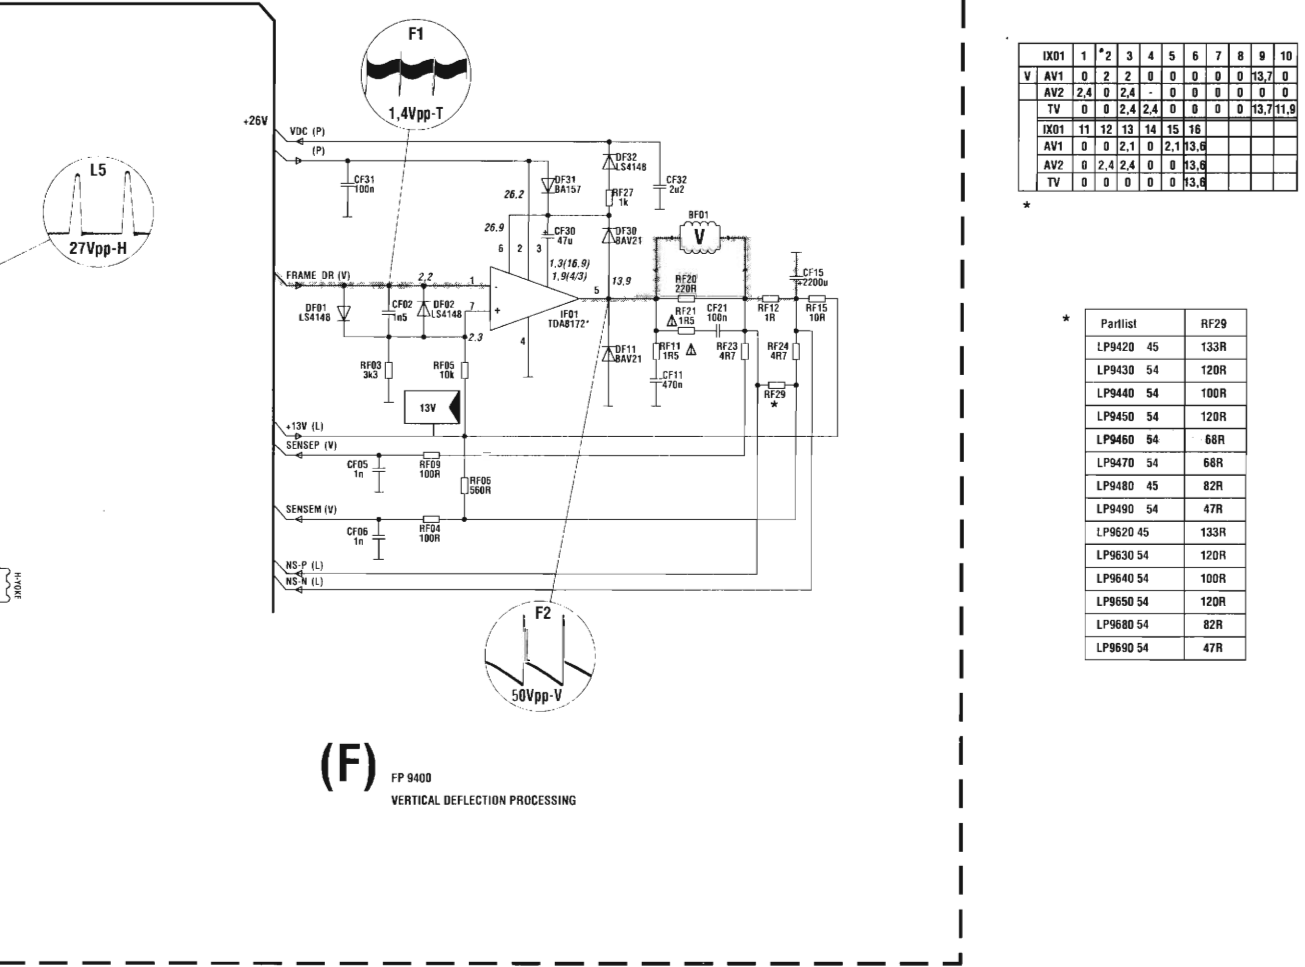 F1
1,4Vpp-T
+26V
VDC (P)
(P)
L5
27Vpp-H
CF31
100n
DF31
BA157
DF32
LS4148
RF27
1k
CF32
2u2
26.2
26.9
6
2
3
CF30
47u
DF30
BAV21
BF01
V
1,3(16,9)
1,9(4/3)
FRAME DR (V)
2,2
1
-
5
13,9
RF20
220R
CF15
2200u
DF01
LS4148
CF02
1n5
DF02
LS4148
7
+
IF01
TDA8172*
RF21
1R5
CF21
100n
RF12
1R
RF15
10R
2.3
4
DF11
BAV21
RF11
1R5
RF23
4R7
RF24
4R7
RF03
3k3
RF05
10k
CF11
470n
RF29
*
13V
+13V (L)
SENSEP (V)
CF05
1n
RF09
100R
RF06
560R
SENSEM (V)
CF06
1n
RF04
100R
NS-P (L)
NS-N (L)
H-YOKE
F2
50Vpp-V
(F)
FP 9400
VERTICAL DEFLECTION PROCESSING
IX01 1 *2 3 4 5 6 7 8 9 10
V AV1 0 2 2 0 0 0 0 0 13,7 0
AV2 2,4 0 2,4 - 0 0 0 0 0 0
TV 0 0 2,4 2,4 0 0 0 0 13,7 11,9
IX01 11 12 13 14 15 16
AV1 0 0 2,1 0 2,1 13,6
AV2 0 2,4 2,4 0 0 13,6
TV 0 0 0 0 0 13,6
*
* Partlist RF29
LP9420 45 133R
LP9430 54 120R
LP9440 54 100R
LP9450 54 120R
LP9460 54 68R
LP9470 54 68R
LP9480 45 82R
LP9490 54 47R
LP9620 45 133R
LP9630 54 120R
LP9640 54 100R
LP9650 54 120R
LP9680 54 82R
LP9690 54 47R